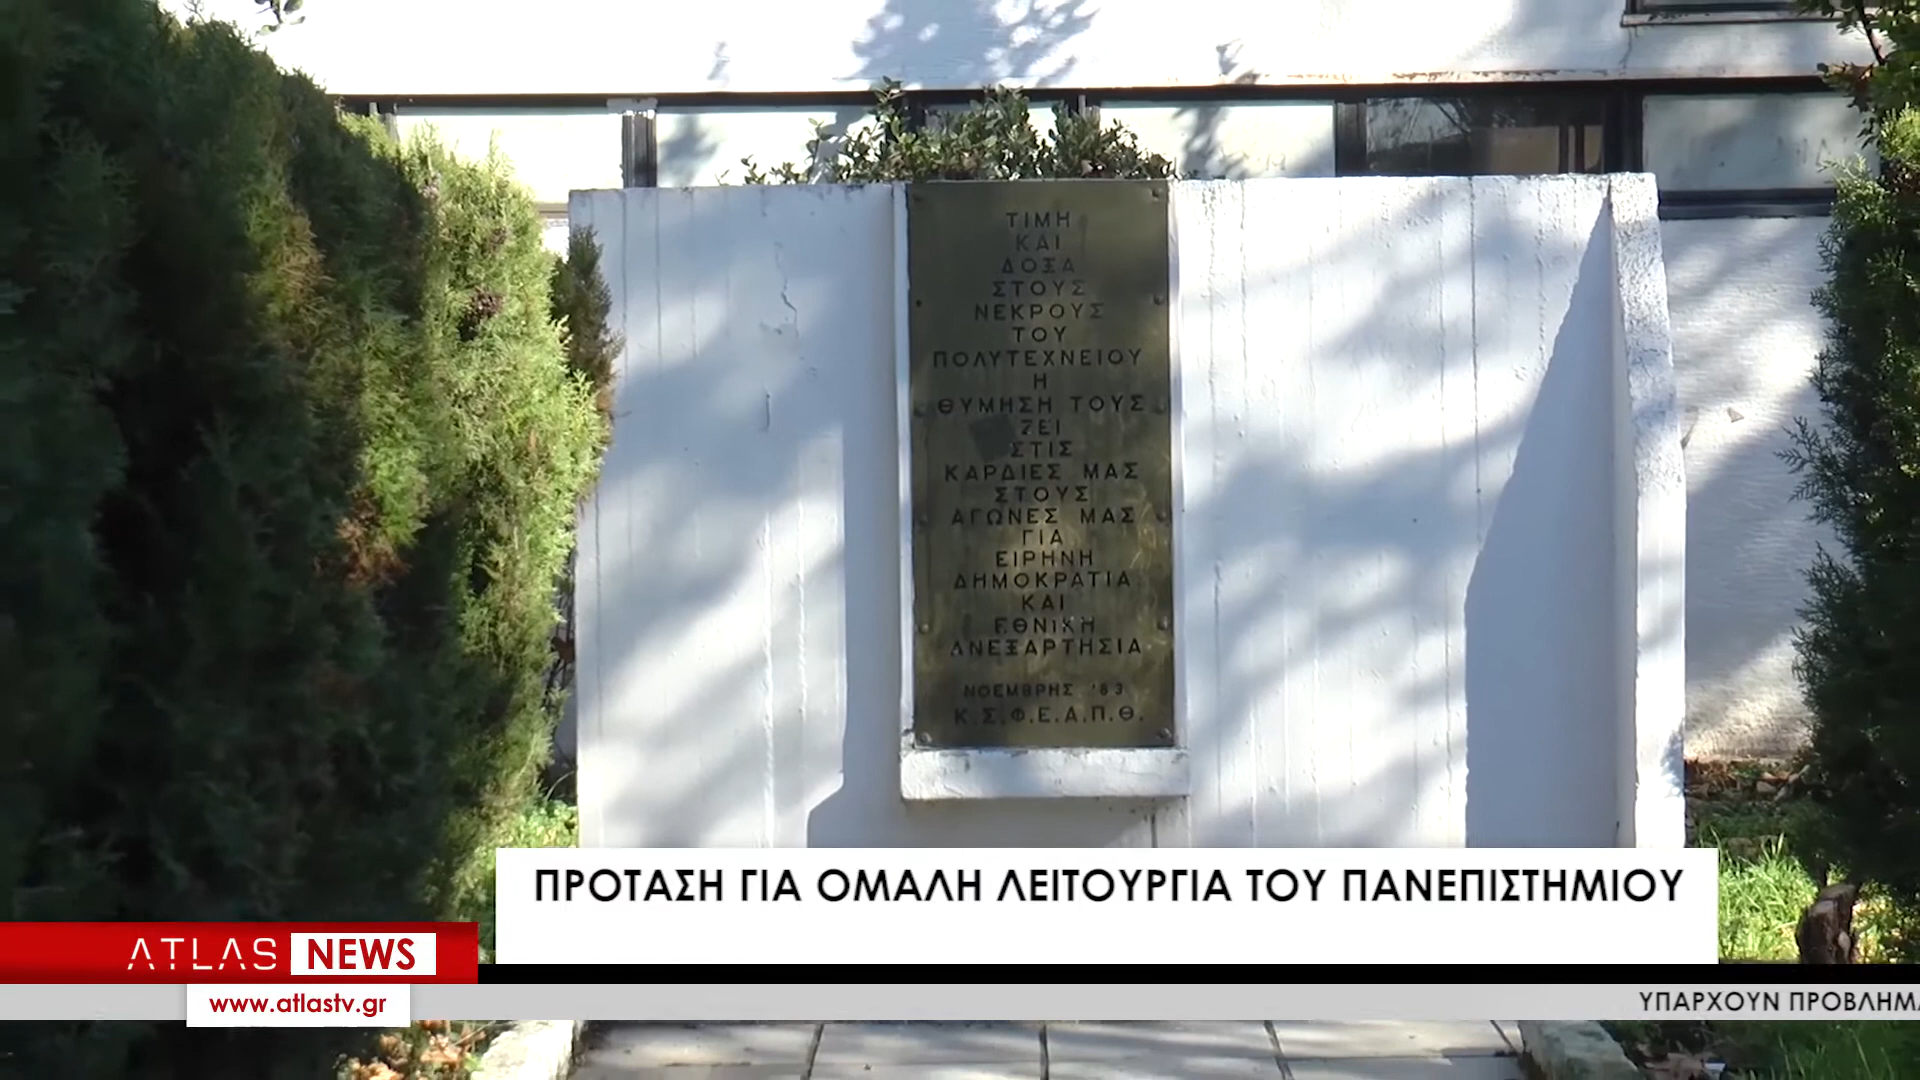 ΤΙΜΗ
ΚΑΙ
ΔΟΞΑ
ΣΤΟΥΣ
ΝΕΚΡΟΥΣ
ΤΟΥ
ΠΟΛΥΤΕΧΝΕΙΟΥ
Η
ΘΥΜΗΣΗ ΤΟΥΣ
ΖΕΙ
ΣΤΙΣ
ΚΑΡΔΙΕΣ ΜΑΣ
ΣΤΟΥΣ
ΑΓΩΝΕΣ ΜΑΣ
ΓΙΑ
ΕΙΡΗΝΗ
ΔΗΜΟΚΡΑΤΙΑ
ΚΑΙ
ΕΘΝΙΚΗ
ΑΝΕΞΑΡΤΗΣΙΑ
ΝΟΕΜΒΡΗΣ '83
Κ.Σ.Φ.Ε.Α.Π.Θ.
ΠΡΟΤΑΣΗ ΓΙΑ ΟΜΑΛΗ ΛΕΙΤΟΥΡΓΙΑ ΤΟΥ ΠΑΝΕΠΙΣΤΗΜΙΟΥ
ATLAS NEWS
www.atlastv.gr
ΥΠΑΡΧΟΥΝ ΠΡΟΒΛΗΜΑ